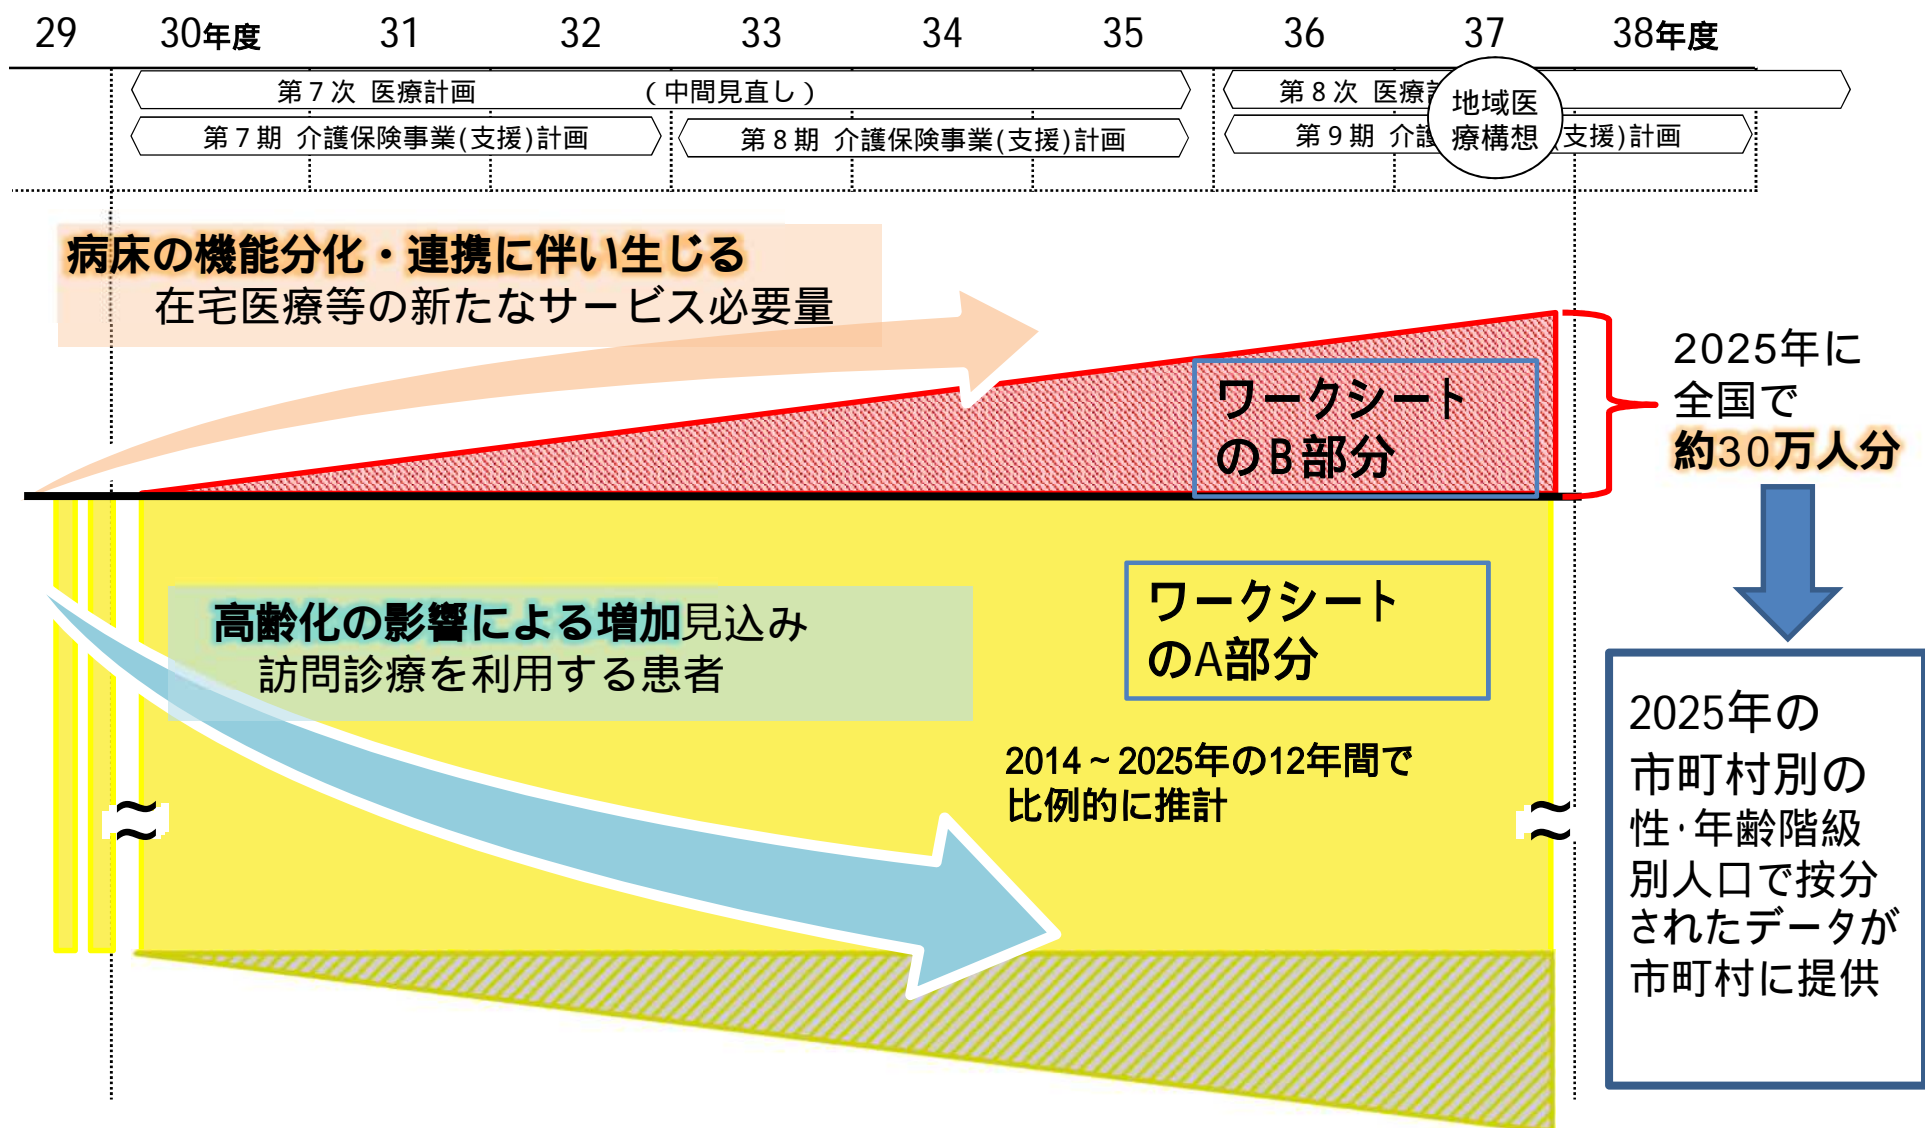 29 30年度 31 32 33 34 35 36 37 38年度
第7次 医療計画 (中間見直し)
第8次 医療
第7期 介護保険事業(支援)計画
第8期 介護保険事業(支援)計画
第9期 介 支援)計画
地域医
療構想
病床の機能分化・連携に伴い生じる
在宅医療等の新たなサービス必要量
ワークシート
のB部分
2025年に
全国で
約30万人分
高齢化の影響による増加見込み
訪問診療を利用する患者
ワークシート
のA部分
2014~2025年の12年間で
比例的に推計
2025年の
市町村別の
性・年齢階級
別人口で按分
されたデータが
市町村に提供